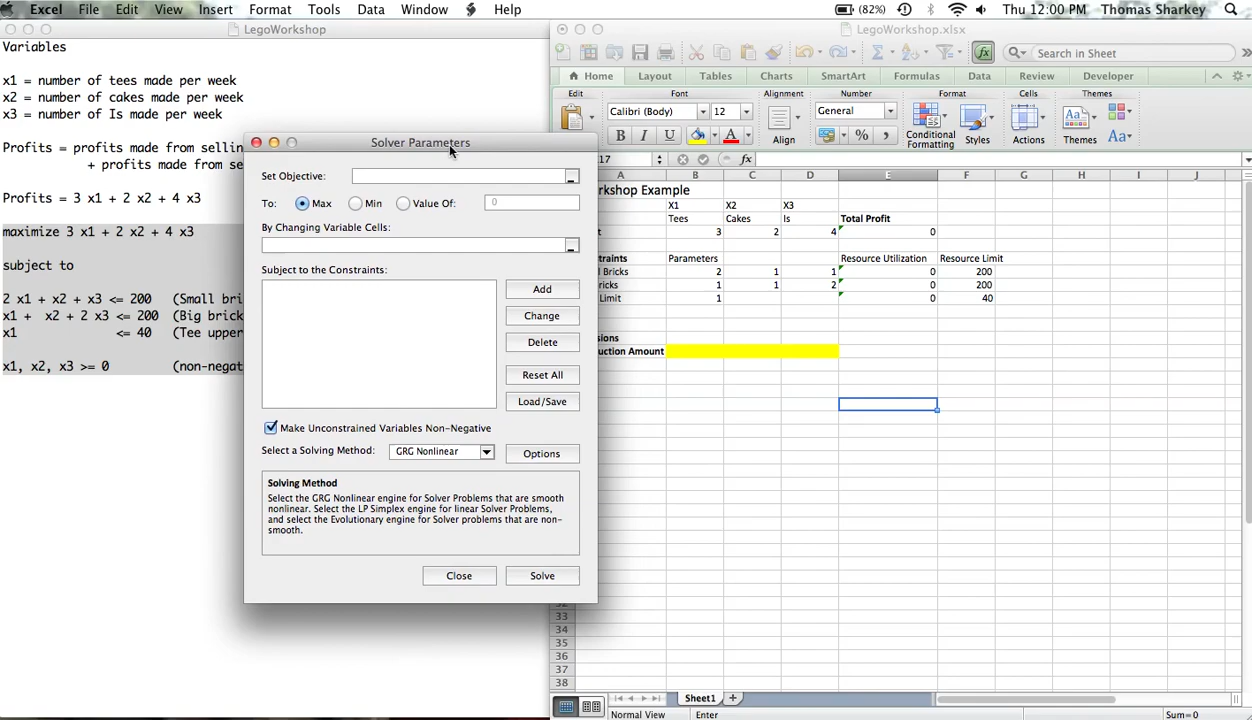 Excel File Edit View Insert Format Tools Data Window Help (82%) Thu 12:00 PM Thomas Sharkey
LegoWorkshop
Variables
x1 = number of tees made per week
x2 = number of cakes made per week
x3 = number of Is made per week
Profits = profits made from sellin
+ profits made from se
Profits = 3 x1 + 2 x2 + 4 x3
maximize 3 x1 + 2 x2 + 4 x3
subject to
2 x1 + x2 + x3 <= 200 (Small bri
x1 + x2 + 2 x3 <= 200 (Big brick
x1 <= 40 (Tee upper
x1, x2, x3 >= 0 (non-negat
Solver Parameters
Set Objective:
To: Max Min Value Of: 0
By Changing Variable Cells:
Subject to the Constraints:
Add
Change
Delete
Reset All
Load/Save
Make Unconstrained Variables Non-Negative
Select a Solving Method: GRG Nonlinear Options
Solving Method
Select the GRG Nonlinear engine for Solver Problems that are smooth
nonlinear. Select the LP Simplex engine for linear Solver Problems,
and select the Evolutionary engine for Solver problems that are non-
smooth.
Close Solve
LegoWorkshop.xlsx
Search in Sheet
Home Layout Tables Charts SmartArt Formulas Data Review Developer
Edit Font Alignment Number Format Cells Themes
Paste
Calibri (Body) 12 General
B I U A Align % , Conditional Formatting Styles Actions Themes Aa
17 fx
A B C D E F G H I J
rkshop Example
X1 X2 X3
Tees Cakes Is Total Profit
t 3 2 4 0
traints Parameters Resource Utilization Resource Limit
l Bricks 2 1 1 0 200
ricks 1 1 2 0 200
Limit 1 0 40
sions
uction Amount
33
34
35
36
37
38
Sheet1
Normal View Enter Sum=0